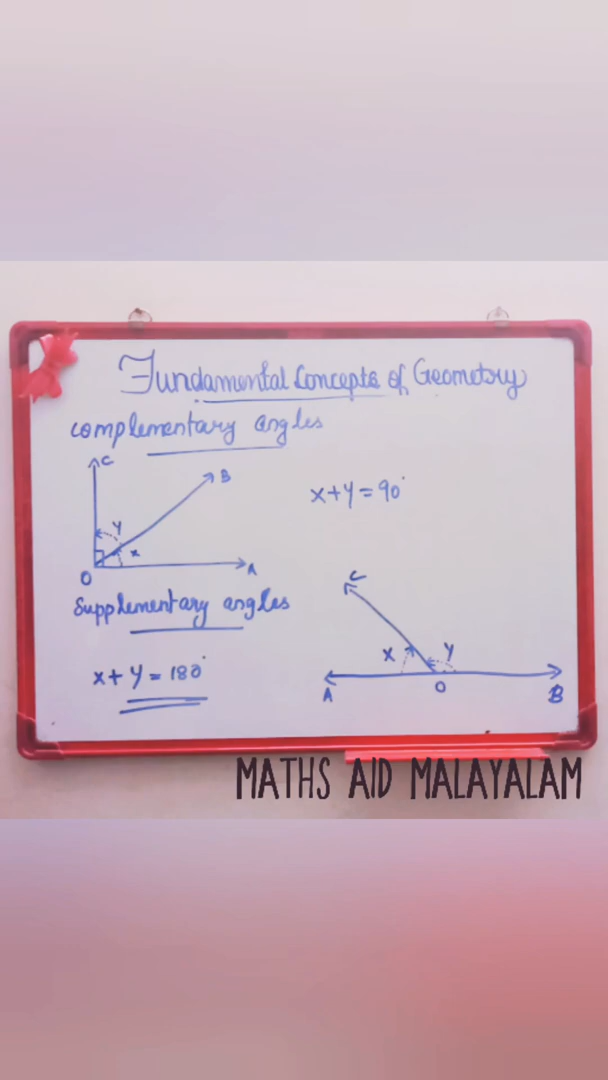 Fundamental Concepts of Geometry
complementary angles
C
B
y
x
O
A
x+y=90°
Supplementary angles
x+y=180°
C
x
y
A
O
B
MATHS AID MALAYALAM